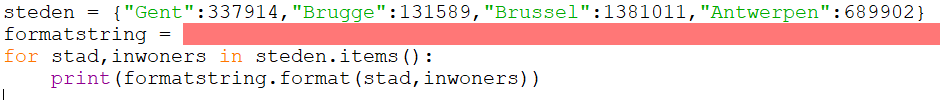 steden = {"Gent":337914,"Brugge":131589,"Brussel":1381011,"Antwerpen":689902}
formatstring =
for stad,inwoners in steden.items():
    print(formatstring.format(stad,inwoners))